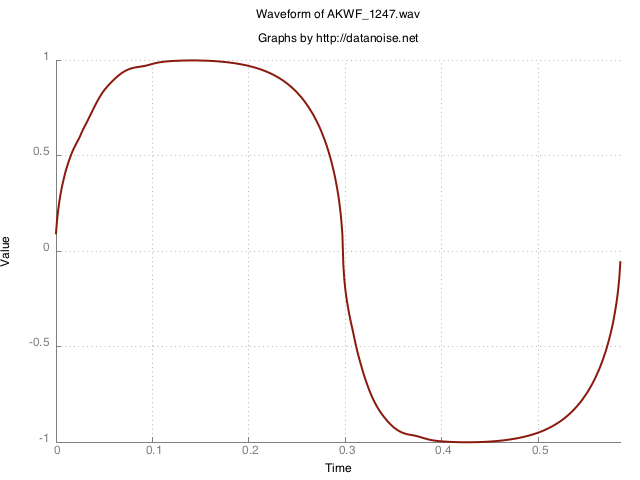 Waveform of AKWF_1247.wav
Graphs by http://datanoise.net
1
0.5
0
-0.5
-1
Value
0 0.1 0.2 0.3 0.4 0.5
Time